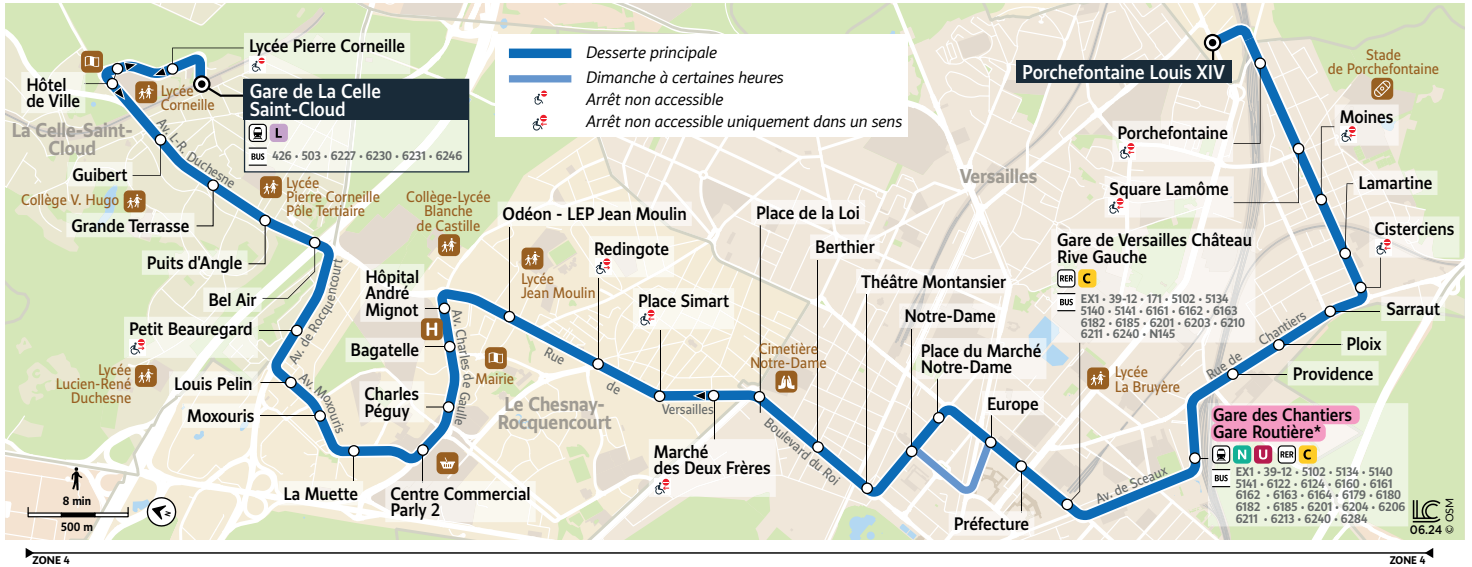 Lycée Pierre Corneille
Hôtel
de Ville
Lycée
Corneille
Gare de La Celle
Saint-Cloud
L
BUS 426 • 503 • 6227 • 6230 • 6231 • 6246
La Celle-Saint-
Cloud
Av. L.-R. Duchesne
Guibert
Collège V. Hugo
Grande Terrasse
Lycée
Pierre Corneille
Pôle Tertiaire
Puits d'Angle
Bel Air
Av. de Rocquencourt
Petit Beauregard
Lycée
Lucien-René
Duchesne
Louis Pelin
Av. Moxouris
Moxouris
La Muette
Centre Commercial
Parly 2
Charles
Péguy
Bagatelle
Av. Charles de Gaulle
H
Hôpital
André
Mignot
Collège-Lycée
Blanche
de Castille
Mairie
Desserte principale
Dimanche à certaines heures
Arrêt non accessible
Arrêt non accessible uniquement dans un sens
Odéon - LEP Jean Moulin
Lycée
Jean Moulin
Redingote
Place Simart
Rue de Versailles
Le Chesnay-
Rocquencourt
Marché
des Deux Frères
Cimetière
Notre-Dame
Place de la Loi
Berthier
Boulevard du Roi
Théâtre Montansier
Notre-Dame
Place du Marché
Notre-Dame
Europe
Préfecture
Versailles
Gare de Versailles Château
Rive Gauche
RER C
BUS EX1 • 39-12 • 171 • 5102 • 5134
5140 • 5141 • 6161 • 6162 • 6163
6182 • 6185 • 6201 • 6203 • 6210
6211 • 6240 • N145
Lycée
La Bruyère
Av. de Sceaux
Gare des Chantiers
Gare Routière*
N U RER C
BUS EX1 • 39-12 • 5102 • 5134 • 5140
5141 • 6122 • 6124 • 6160 • 6161
6162 • 6163 • 6164 • 6179 • 6180
6182 • 6185 • 6201 • 6204 • 6206
6211 • 6213 • 6240 • 6284
Rue de Chantiers
Providence
Ploix
Sarraut
Cisterciens
Lamartine
Moines
Square Lamôme
Porchefontaine
Stade
de Porchefontaine
Porchefontaine Louis XIV
8 min
500 m
LC
06.24 © OSM
ZONE 4
ZONE 4